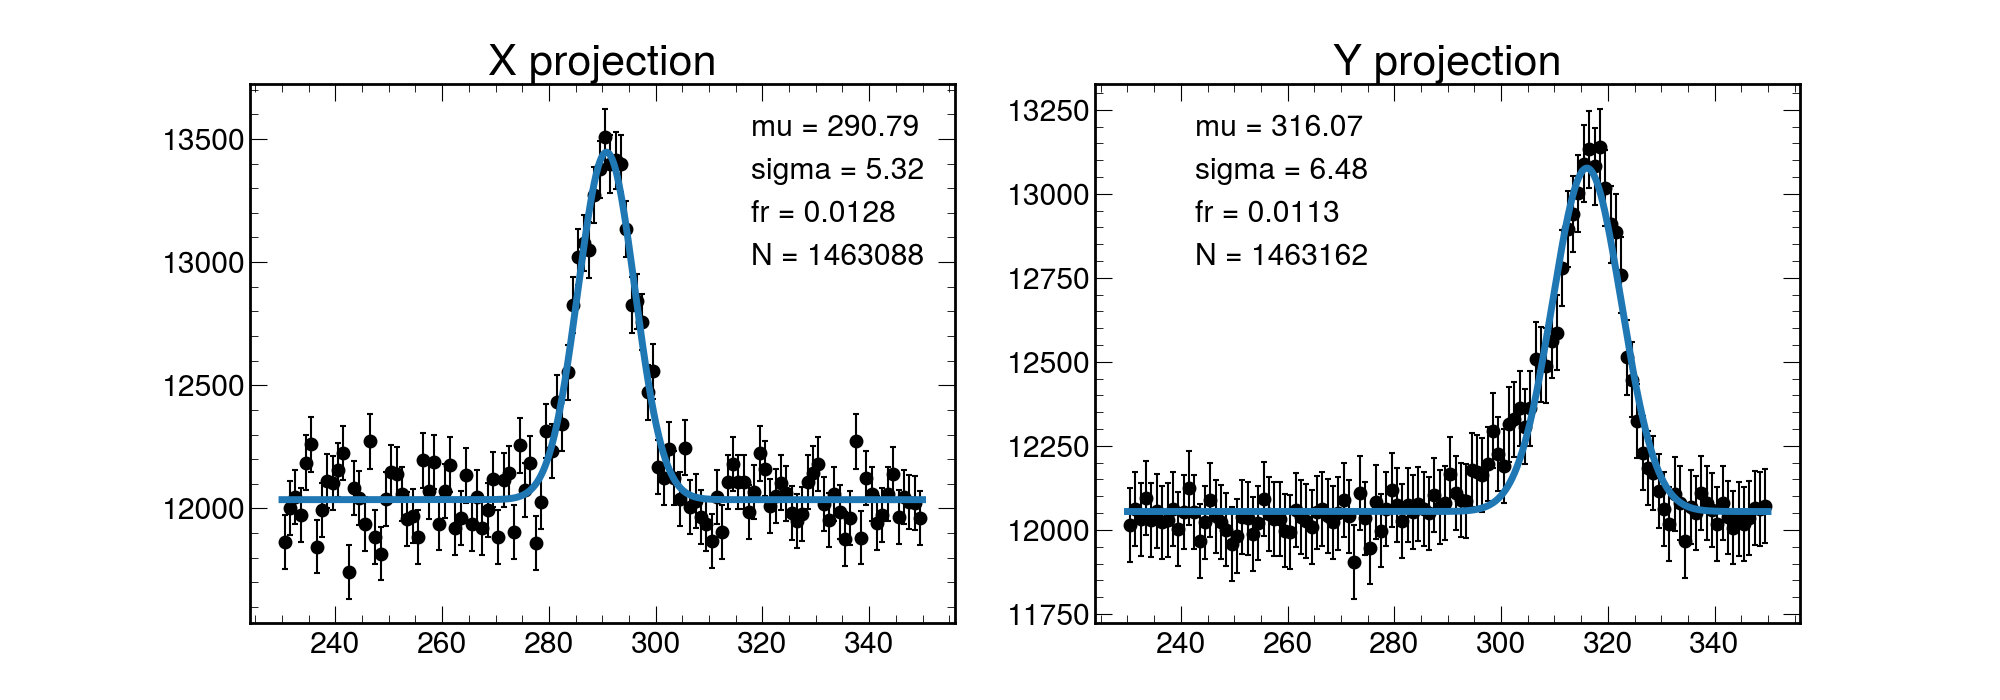 X projection
13500
13000
12500
12000
mu = 290.79
sigma = 5.32
fr = 0.0128
N = 1463088
240 260 280 300 320 340
Y projection
13250
13000
12750
12500
12250
12000
11750
mu = 316.07
sigma = 6.48
fr = 0.0113
N = 1463162
240 260 280 300 320 340